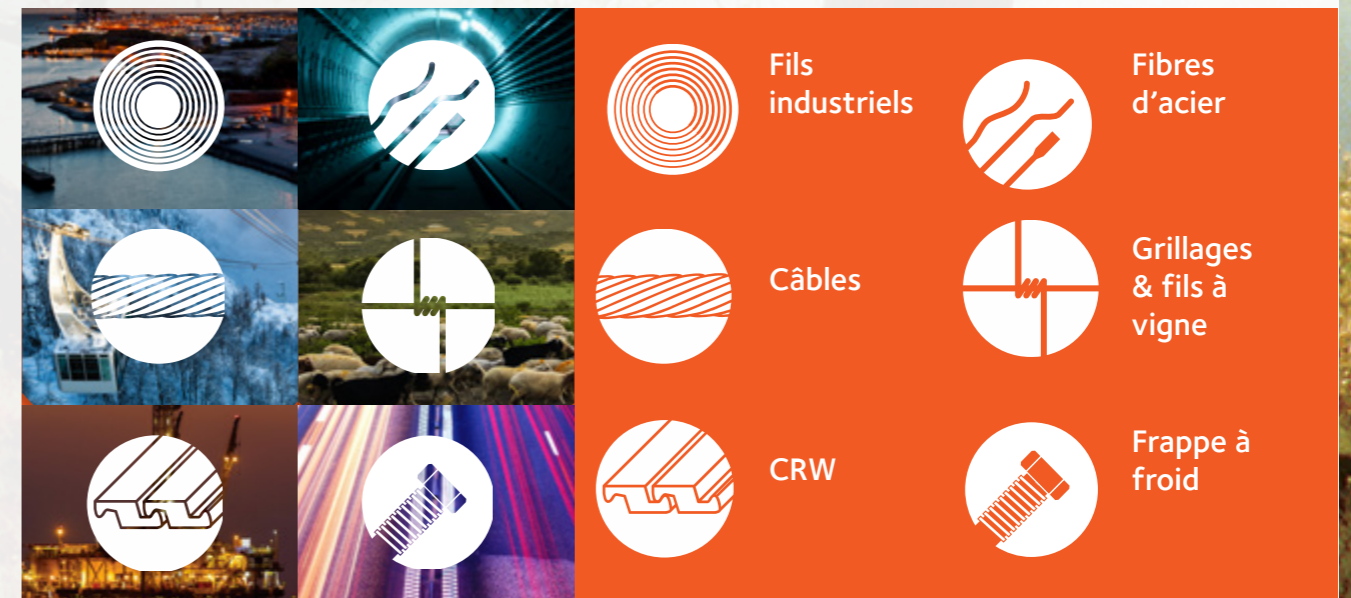 Fils
industriels
Fibres
d’acier
Câbles
Grillages
& fils à
vigne
CRW
Frappe à
froid